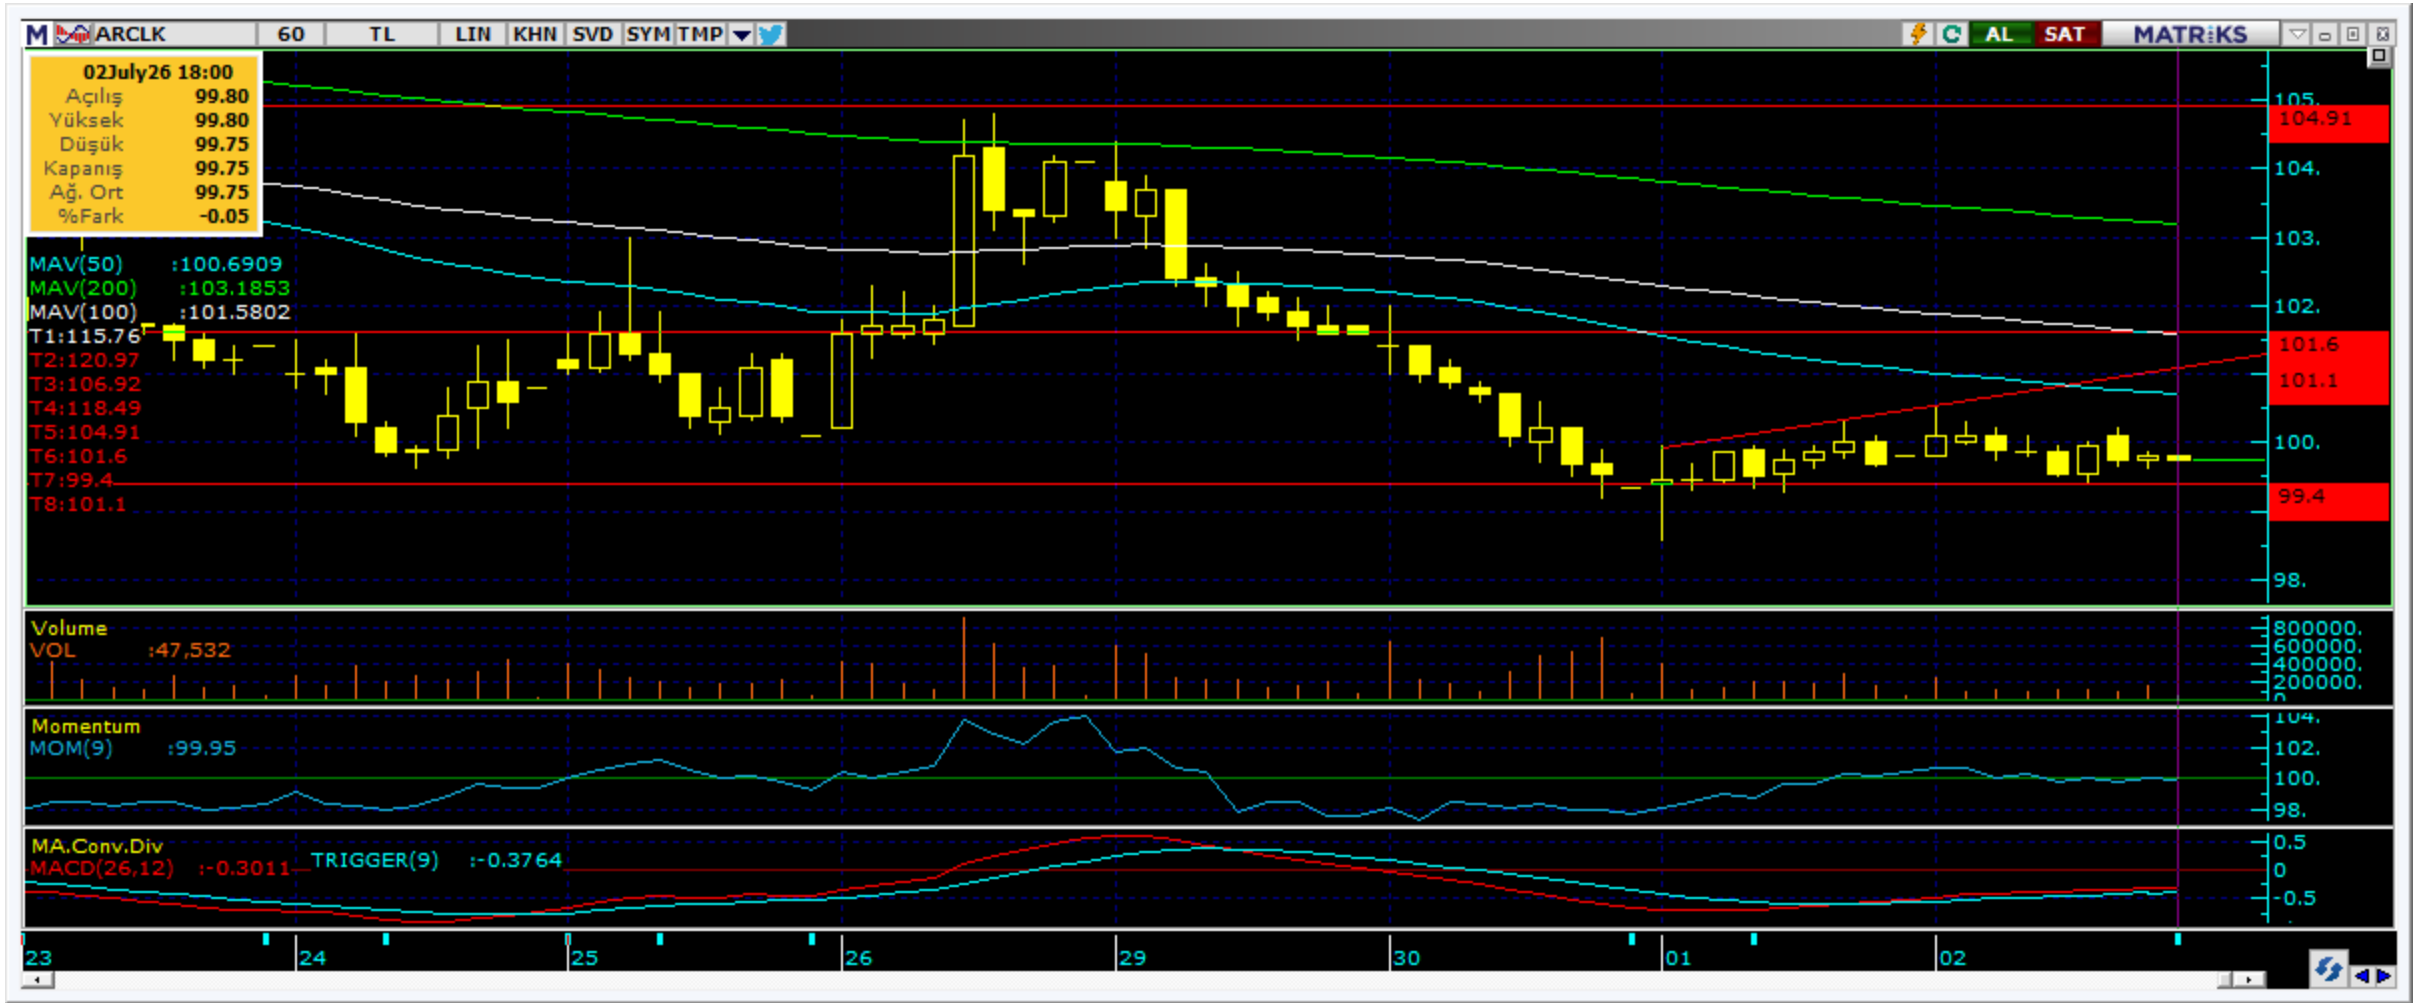 M ARCLK 60 TL LIN KHN SVD SYM TMP AL SAT MATRiKS
02July26 18:00
Açılış 99.80
Yüksek 99.80
Düşük 99.75
Kapanış 99.75
Ağ. Ort 99.75
%Fark -0.05
MAV(50) :100.6909
MAV(200) :103.1853
MAV(100) :101.5802
T1:115.76
T2:120.97
T3:106.92
T4:118.49
T5:104.91
T6:101.6
T7:99.4
T8:101.1
105.
104.91
104.
103.
102.
101.6
101.1
100.
99.4
98.
Volume
VOL :47,532
800000.
600000.
400000.
200000.
0
Momentum
MOM(9) :99.95
104.
102.
100.
98.
MA.Conv.Div
MACD(26,12) :-0.3011 TRIGGER(9) :-0.3764
0.5
0
-0.5
23 24 25 26 29 30 01 02